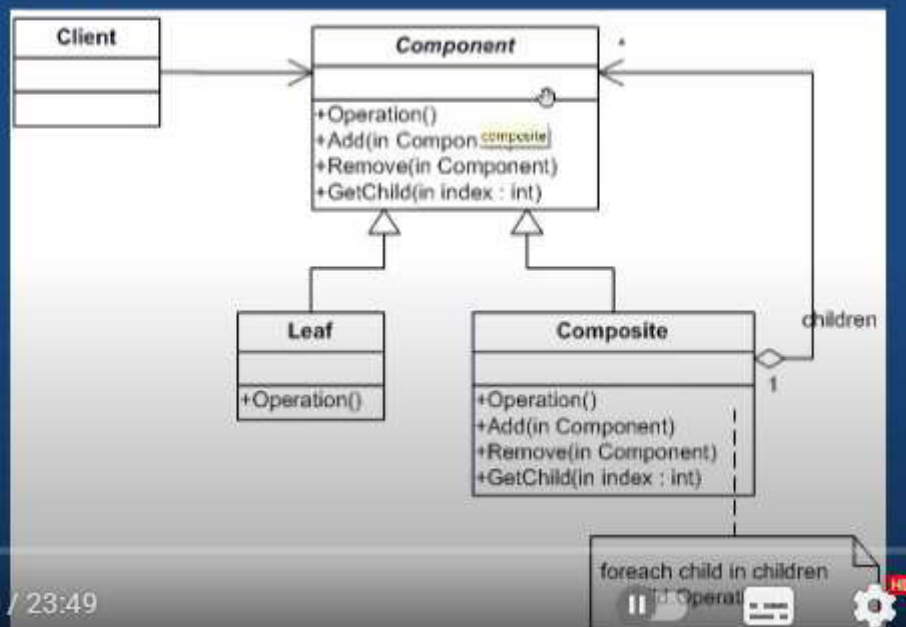 Client
Component
*
+Operation()
+Add(in Compon
composite
+Remove(in Component)
+GetChild(in index : int)
Leaf
+Operation()
Composite
children
1
+Operation()
+Add(in Component)
+Remove(in Component)
+GetChild(in index : int)
foreach child in children
/ 23:49